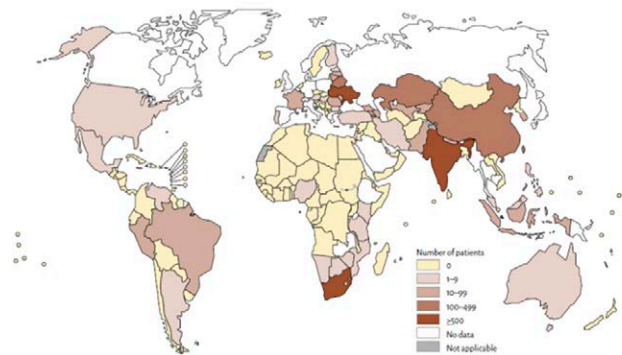 Number of patients
0
1–9
10–99
100–499
≥500
No data
Not applicable